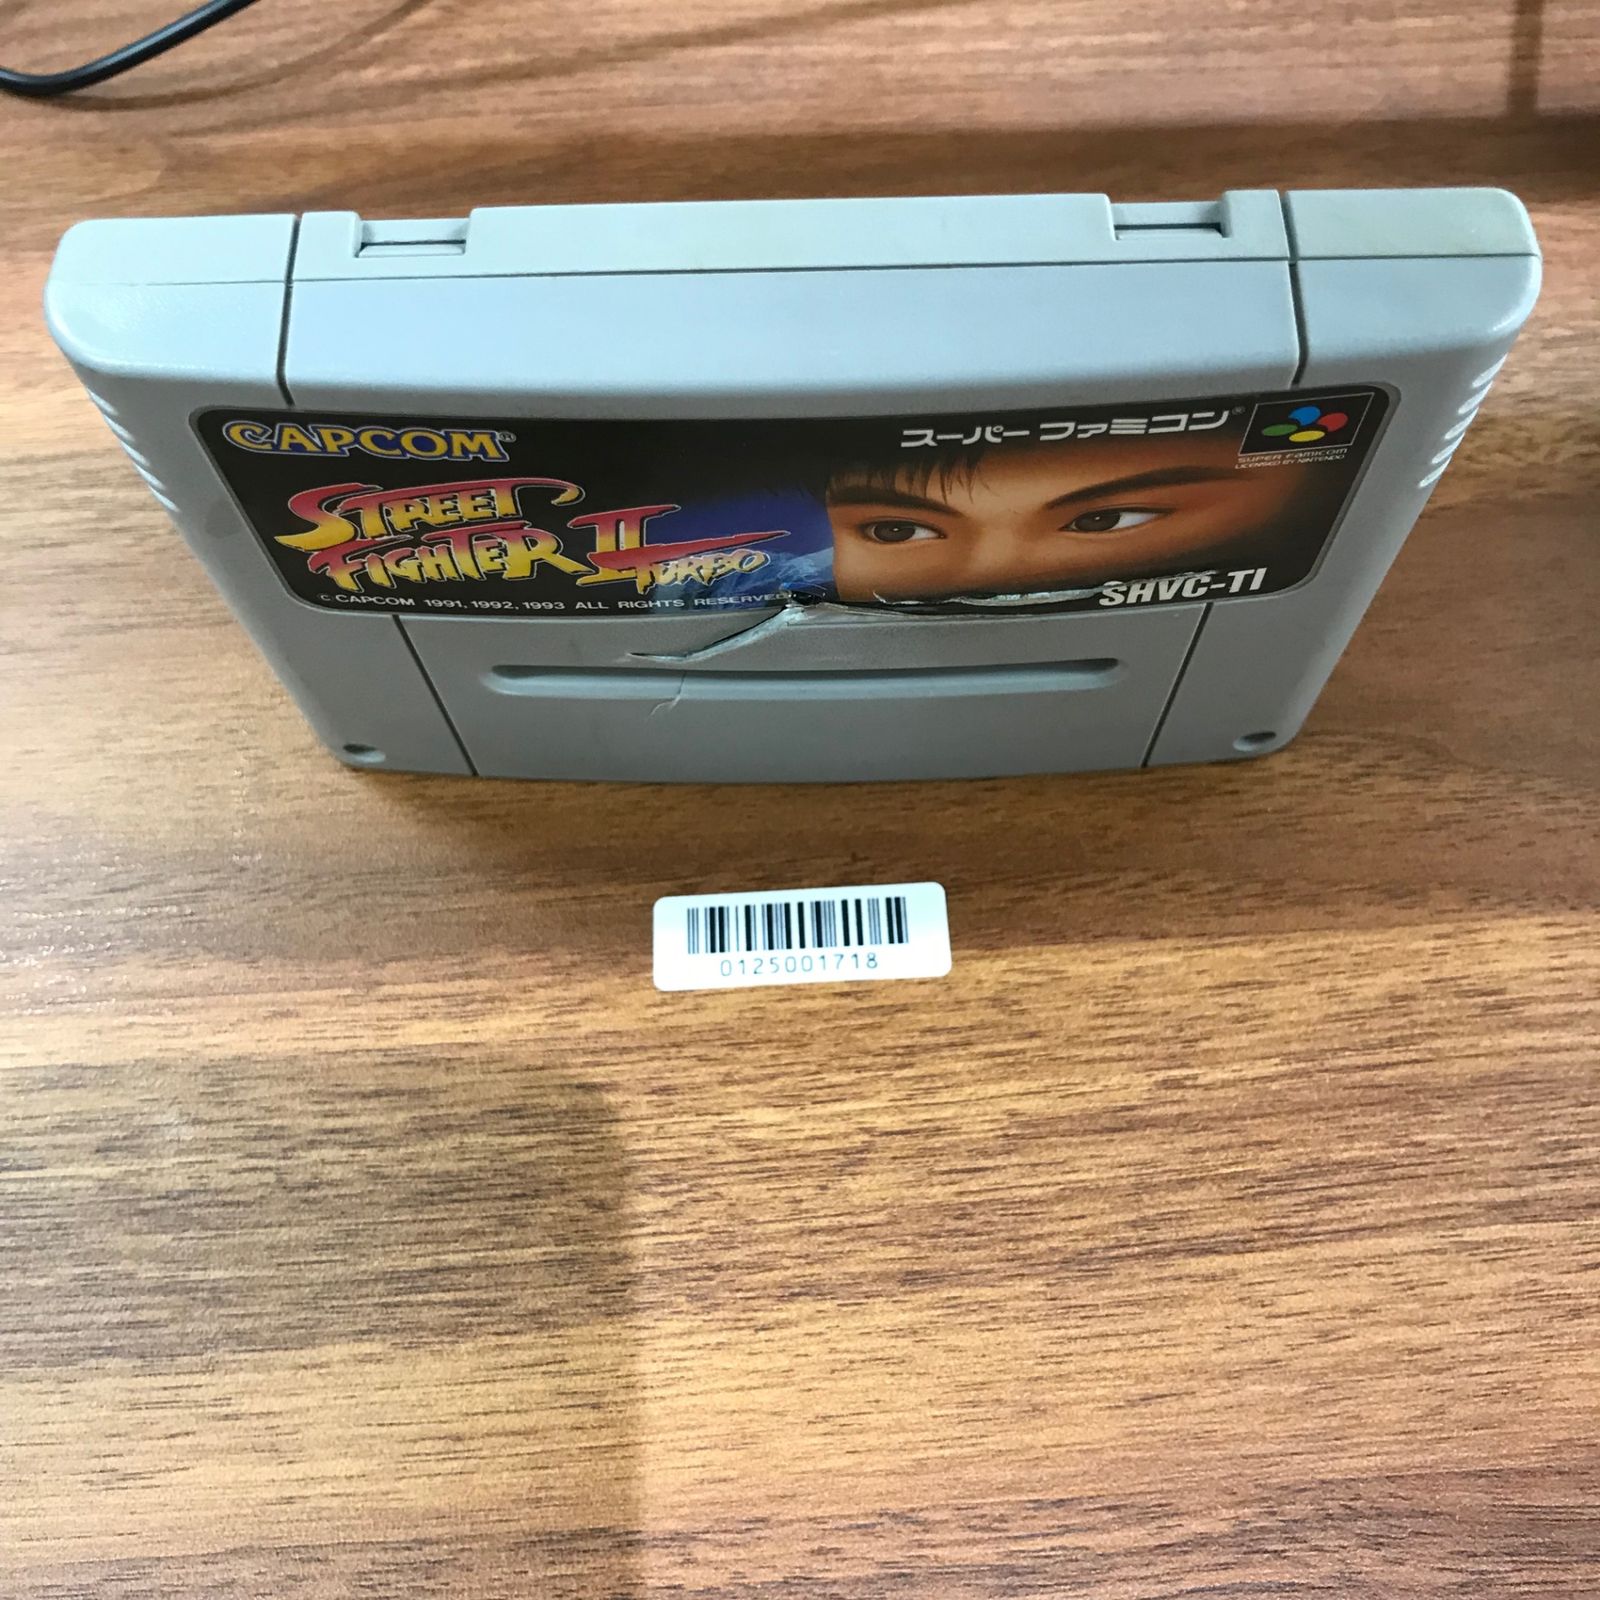 CAPCOM®
スーパーファミコン®
SUPER FAMICOM
LICENSED BY NINTENDO
STREET
FIGHTER II
TURBO
© CAPCOM 1991, 1992, 1993 ALL RIGHTS RESERVED
SHVC-TI
0125001718